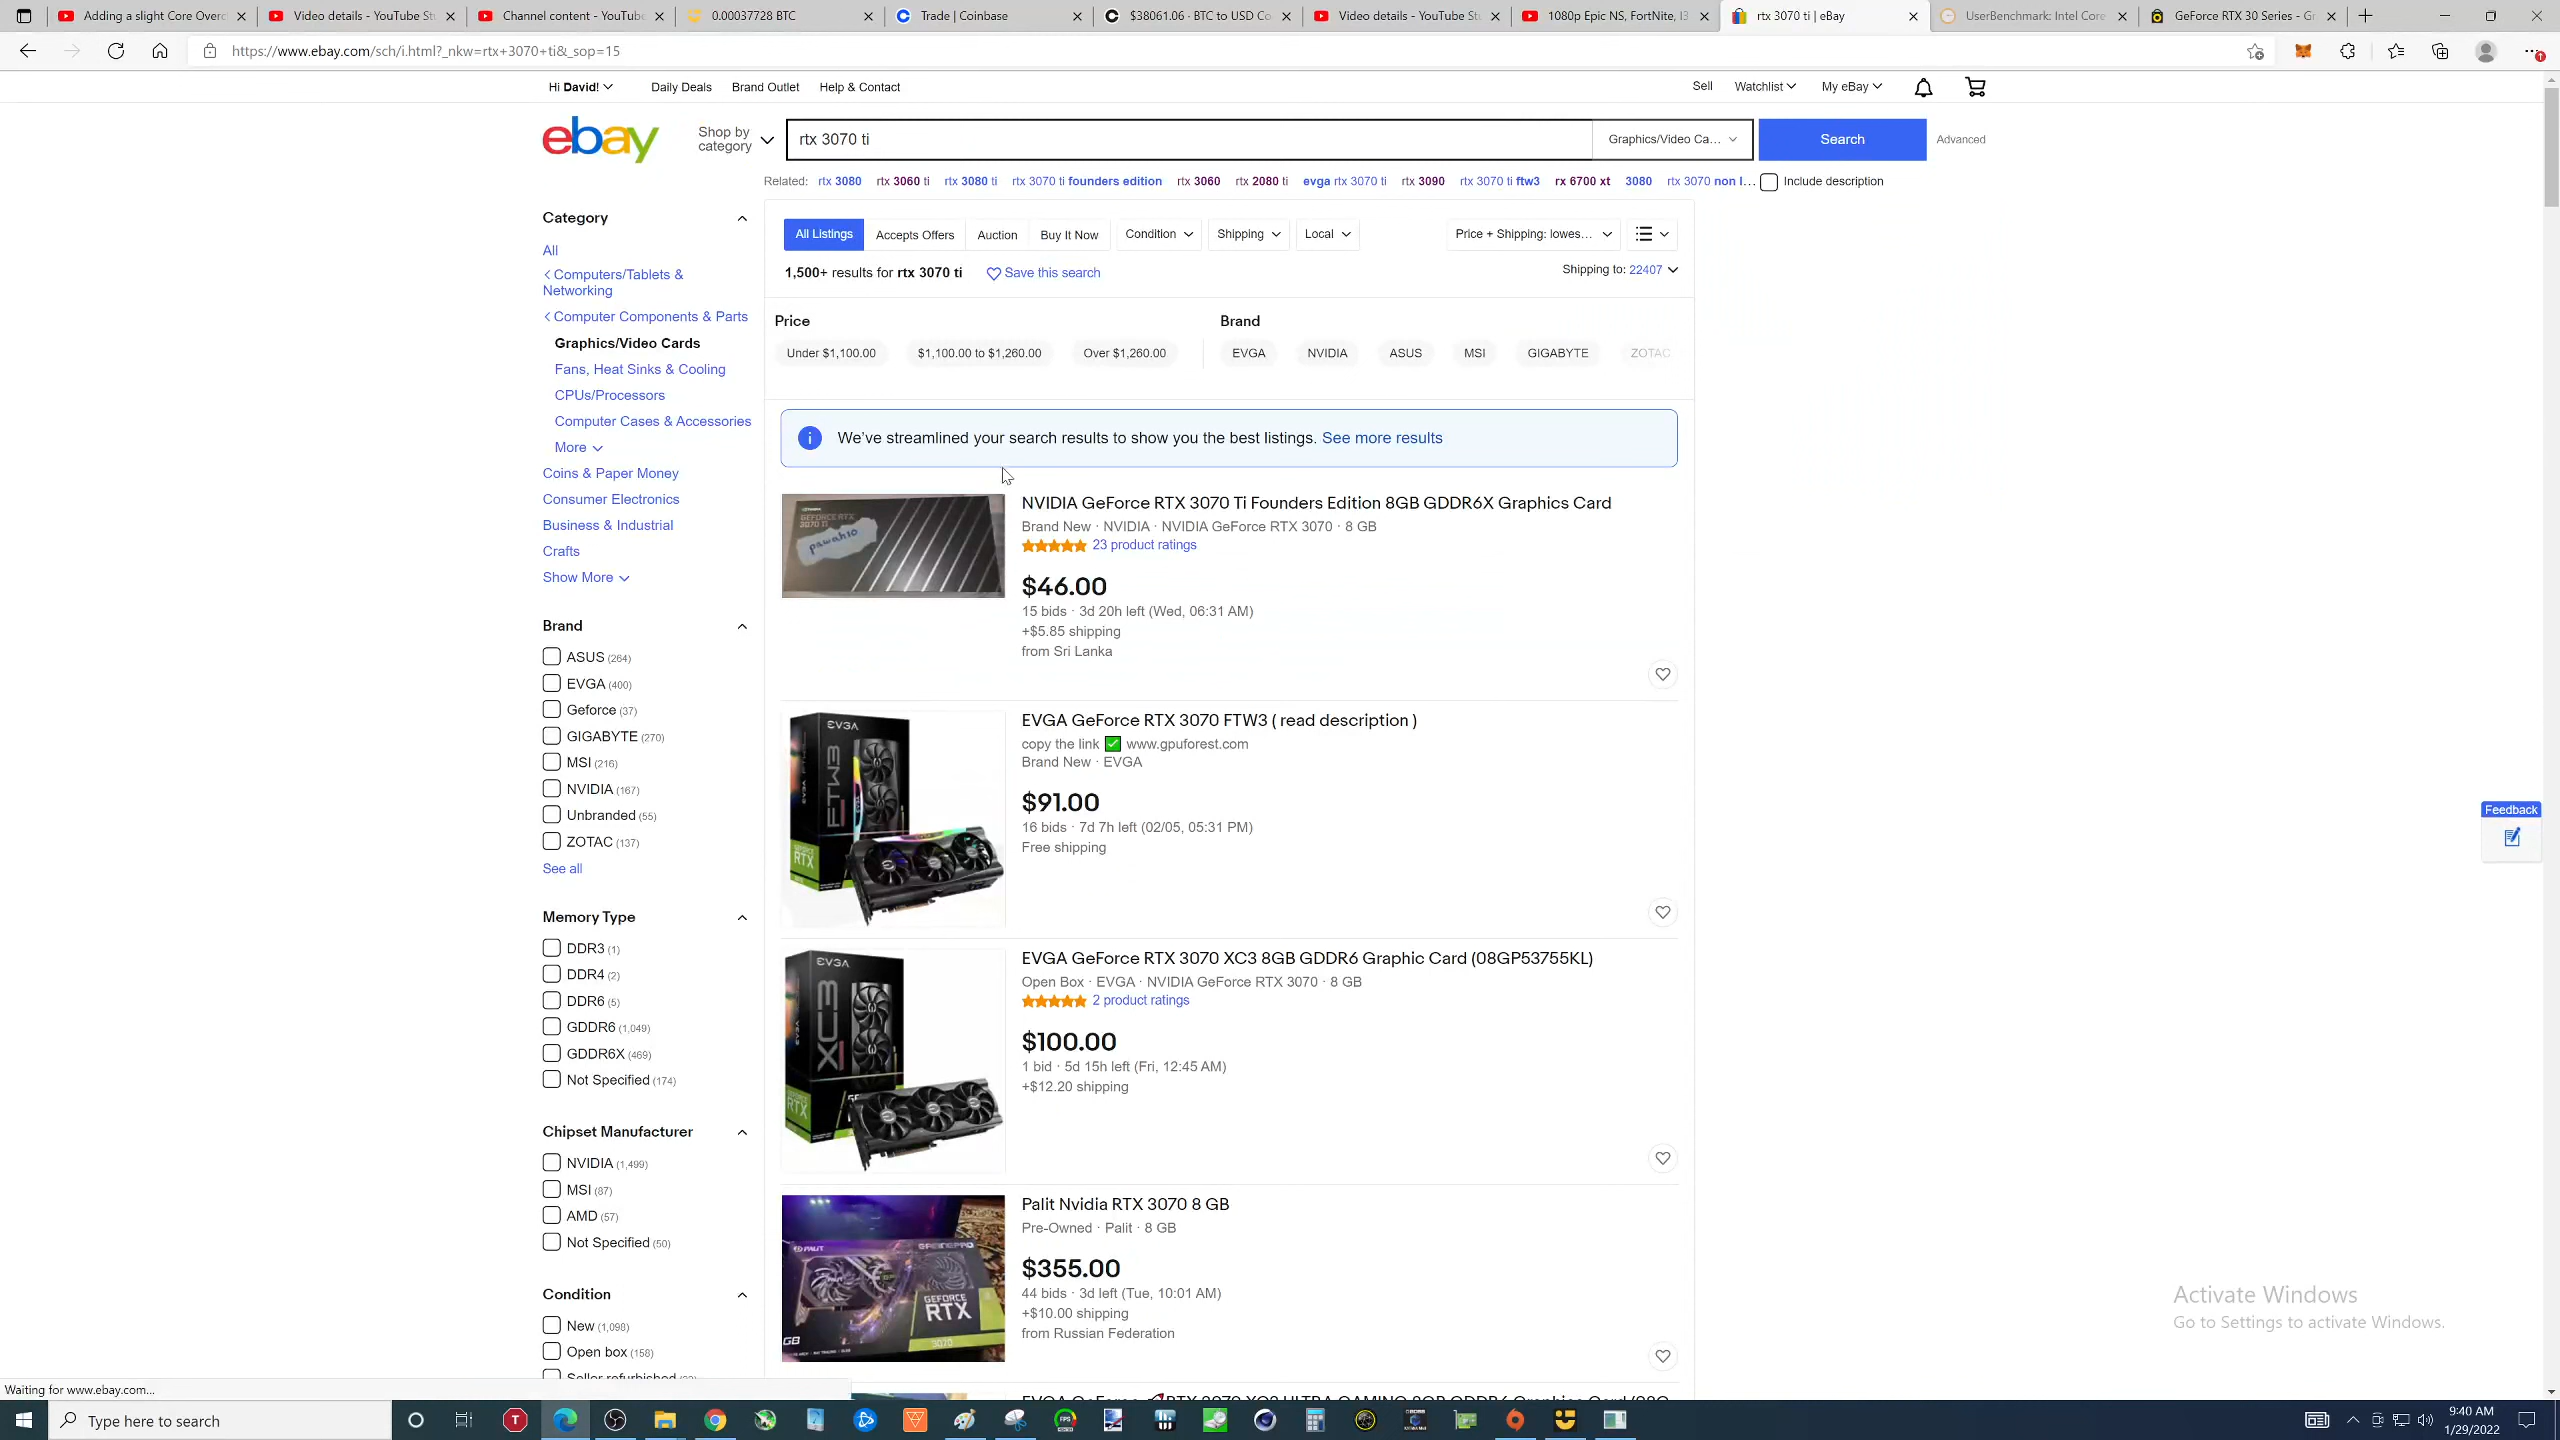 Adding a slight Core Overc
Video details - YouTube Stu
Channel content - YouTube
0.00037728 BTC
Trade | Coinbase
$38061.06 · BTC to USD Co
Video details - YouTube Stu
1080p Epic NS, FortNite, I3
rtx 3070 ti | eBay
UserBenchmark: Intel Core
GeForce RTX 30 Series - Gr
https://www.ebay.com/sch/i.html?_nkw=rtx+3070+ti&_sop=15
Hi David!
Daily Deals
Brand Outlet
Help & Contact
Sell
Watchlist
My eBay
ebay
Shop by
category
rtx 3070 ti
Graphics/Video Ca...
Search
Advanced
Related: rtx 3080 rtx 3060 ti rtx 3080 ti rtx 3070 ti founders edition rtx 3060 rtx 2080 ti evga rtx 3070 ti rtx 3090 rtx 3070 ti ftw3 rx 6700 xt 3080 rtx 3070 non l... Include description
Category
All
Computers/Tablets &
Networking
Computer Components & Parts
Graphics/Video Cards
Fans, Heat Sinks & Cooling
CPUs/Processors
Computer Cases & Accessories
More
Coins & Paper Money
Consumer Electronics
Business & Industrial
Crafts
Show More
Brand
ASUS (264)
EVGA (400)
Geforce (37)
GIGABYTE (270)
MSI (216)
NVIDIA (167)
Unbranded (55)
ZOTAC (137)
See all
Memory Type
DDR3 (1)
DDR4 (2)
DDR6 (5)
GDDR6 (1,049)
GDDR6X (469)
Not Specified (174)
Chipset Manufacturer
NVIDIA (1,499)
MSI (87)
AMD (57)
Not Specified (50)
Condition
New (1,098)
Open box (158)
Seller refurbished
All Listings
Accepts Offers
Auction
Buy It Now
Condition
Shipping
Local
Price + Shipping: lowes...
1,500+ results for rtx 3070 ti
Save this search
Shipping to: 22407
Price
Under $1,100.00
$1,100.00 to $1,260.00
Over $1,260.00
Brand
EVGA
NVIDIA
ASUS
MSI
GIGABYTE
ZOTAC
We've streamlined your search results to show you the best listings. See more results
GEFORCE RTX
3070 Ti
pawah10
NVIDIA GeForce RTX 3070 Ti Founders Edition 8GB GDDR6X Graphics Card
Brand New · NVIDIA · NVIDIA GeForce RTX 3070 · 8 GB
23 product ratings
$46.00
15 bids · 3d 20h left (Wed, 06:31 AM)
+$5.85 shipping
from Sri Lanka
EVGA
FTW3
RTX
EVGA GeForce RTX 3070 FTW3 ( read description )
copy the link ✅ www.gpuforest.com
Brand New · EVGA
$91.00
16 bids · 7d 7h left (02/05, 05:31 PM)
Free shipping
EVGA
XC3
RTX
EVGA GeForce RTX 3070 XC3 8GB GDDR6 Graphic Card (08GP53755KL)
Open Box · EVGA · NVIDIA GeForce RTX 3070 · 8 GB
2 product ratings
$100.00
1 bid · 5d 15h left (Fri, 12:45 AM)
+$12.20 shipping
PALIT
GAMINGPRO
GEFORCE
RTX
3070
GB
Palit Nvidia RTX 3070 8 GB
Pre-Owned · Palit · 8 GB
$355.00
44 bids · 3d left (Tue, 10:01 AM)
+$10.00 shipping
from Russian Federation
Feedback
Activate Windows
Go to Settings to activate Windows.
Waiting for www.ebay.com...
Type here to search
9:40 AM
1/29/2022